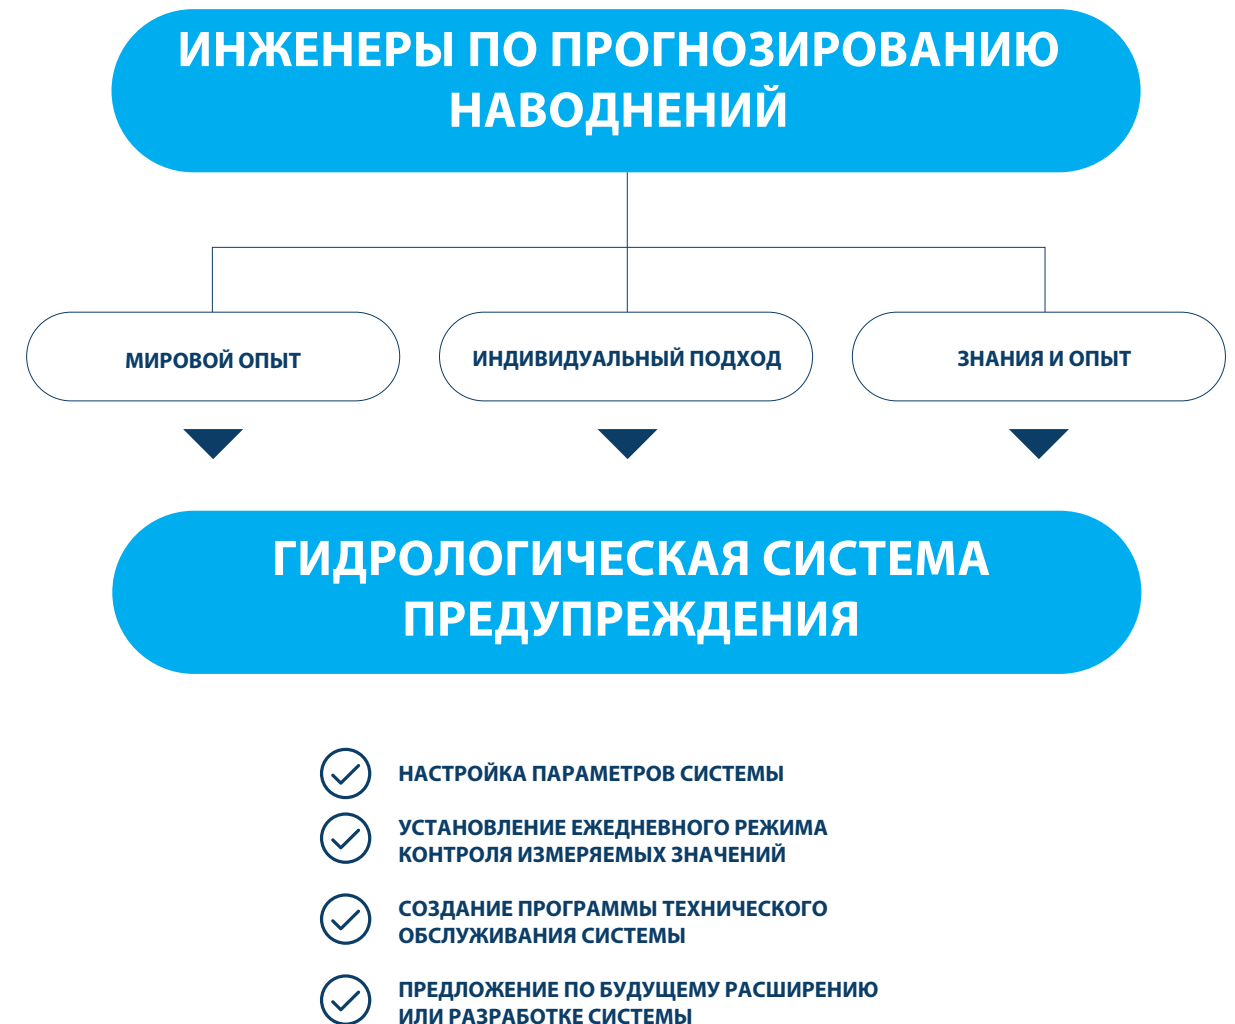 ИНЖЕНЕРЫ ПО ПРОГНОЗИРОВАНИЮ
НАВОДНЕНИЙ
МИРОВОЙ ОПЫТ
ИНДИВИДУАЛЬНЫЙ ПОДХОД
ЗНАНИЯ И ОПЫТ
ГИДРОЛОГИЧЕСКАЯ СИСТЕМА
ПРЕДУПРЕЖДЕНИЯ
НАСТРОЙКА ПАРАМЕТРОВ СИСТЕМЫ
УСТАНОВЛЕНИЕ ЕЖЕДНЕВНОГО РЕЖИМА
КОНТРОЛЯ ИЗМЕРЯЕМЫХ ЗНАЧЕНИЙ
СОЗДАНИЕ ПРОГРАММЫ ТЕХНИЧЕСКОГО
ОБСЛУЖИВАНИЯ СИСТЕМЫ
ПРЕДЛОЖЕНИЕ ПО БУДУЩЕМУ РАСШИРЕНИЮ
ИЛИ РАЗРАБОТКЕ СИСТЕМЫ